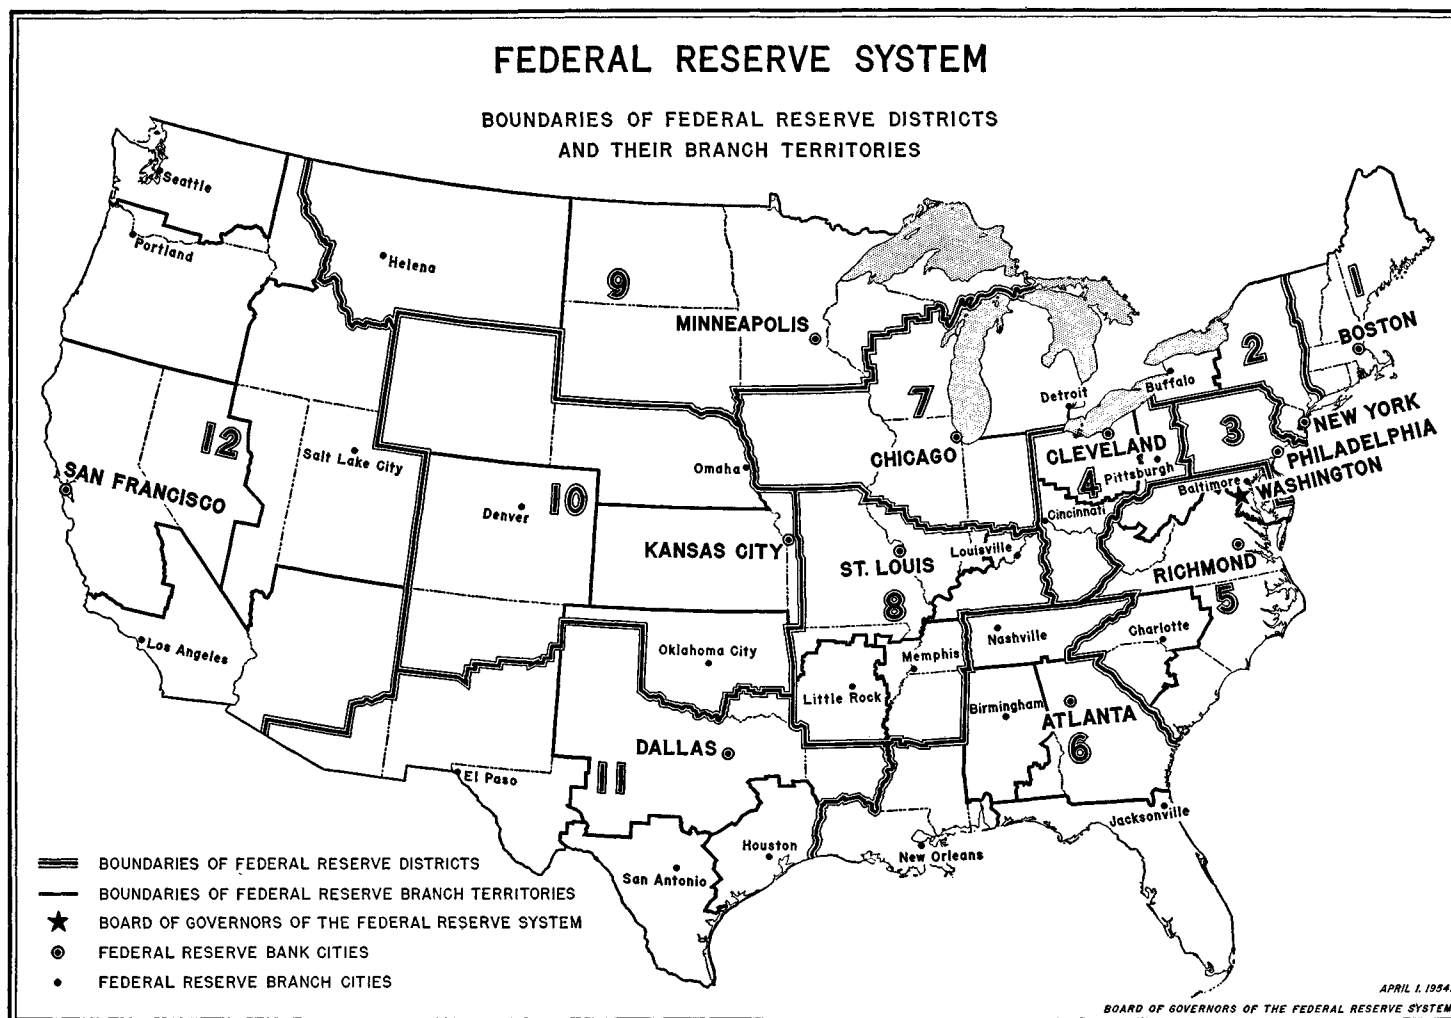 FEDERAL RESERVE SYSTEM
BOUNDARIES OF FEDERAL RESERVE DISTRICTS
AND THEIR BRANCH TERRITORIES
Seattle
Portland
Helena
9
MINNEAPOLIS
1
BOSTON
2
Buffalo
7
Detroit
NEW YORK
3
PHILADELPHIA
WASHINGTON
CLEVELAND
4
Pittsburgh
Baltimore
Cincinnati
CHICAGO
12
SAN FRANCISCO
Salt Lake City
Omaha
10
Denver
KANSAS CITY
ST. LOUIS
Louisville
8
RICHMOND
5
Los Angeles
Oklahoma City
Memphis
Nashville
Charlotte
Little Rock
Birmingham
ATLANTA
6
DALLAS
11
El Paso
Jacksonville
Houston
New Orleans
San Antonio
BOUNDARIES OF FEDERAL RESERVE DISTRICTS
BOUNDARIES OF FEDERAL RESERVE BRANCH TERRITORIES
BOARD OF GOVERNORS OF THE FEDERAL RESERVE SYSTEM
FEDERAL RESERVE BANK CITIES
FEDERAL RESERVE BRANCH CITIES
APRIL 1, 1954.
BOARD OF GOVERNORS OF THE FEDERAL RESERVE SYSTEM